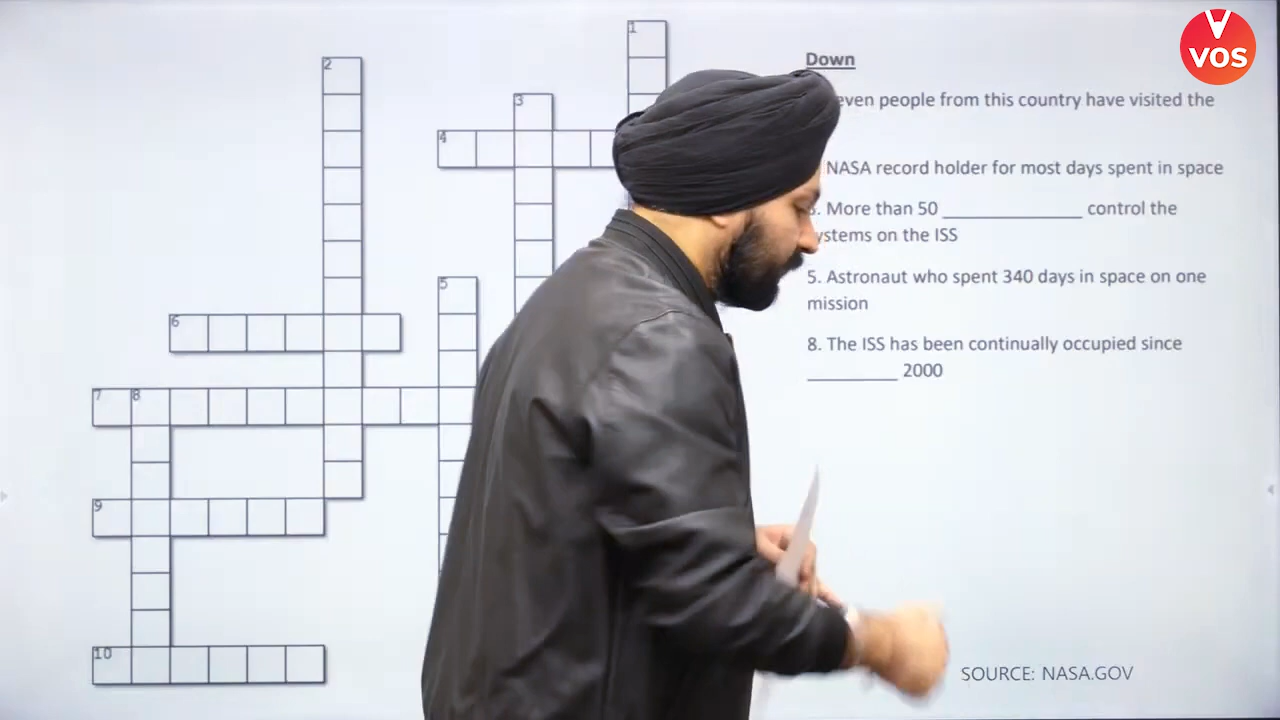 VOS
1
2
Down
3
even people from this country have visited the
4
NASA record holder for most days spent in space
3. More than 50 ______________ control the
ystems on the ISS
5
5. Astronaut who spent 340 days in space on one
mission
6
8. The ISS has been continually occupied since
_________ 2000
7 8
9
10
SOURCE: NASA.GOV